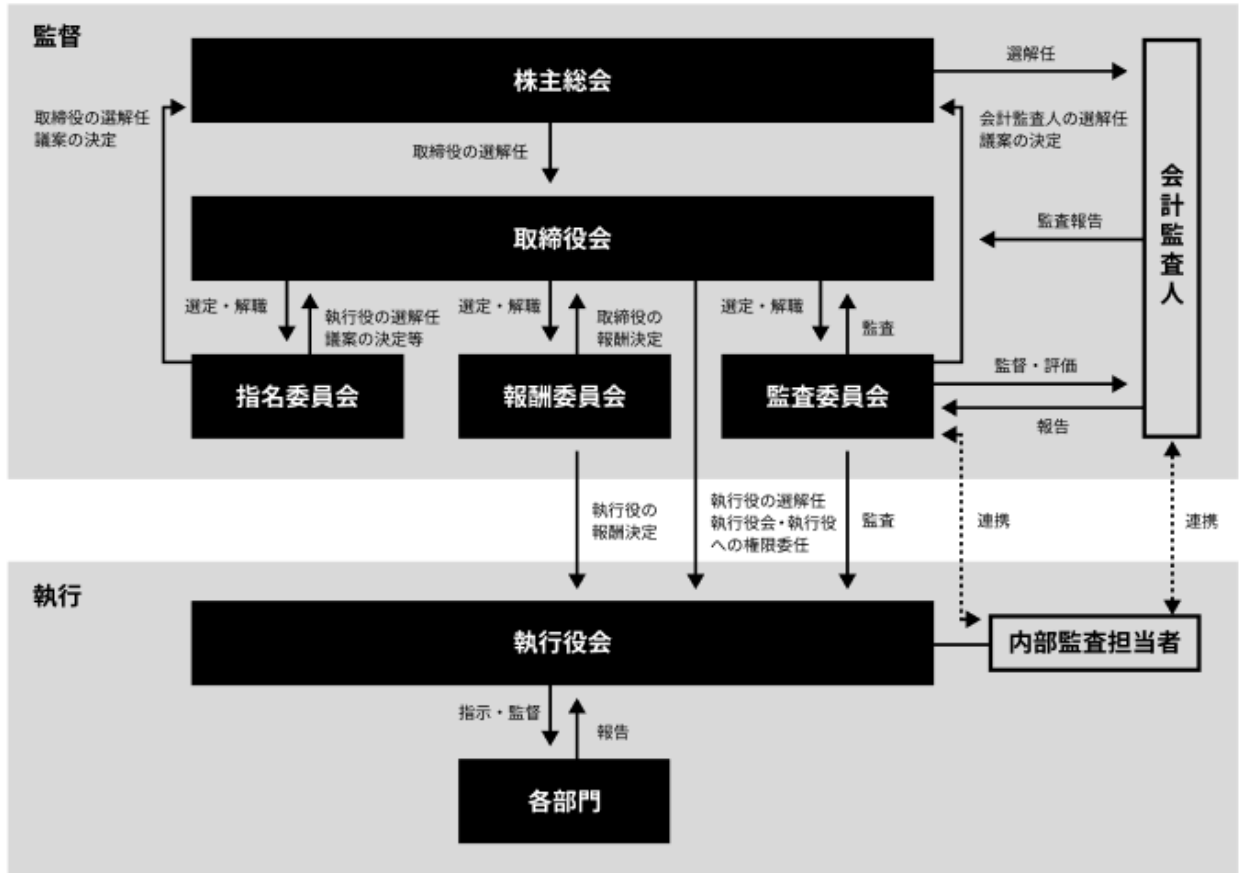 監督
株主総会
選解任
取締役の選解任
議案の決定
会計監査人の選解任
議案の決定
取締役の選解任
会計監査人
取締役会
監査報告
選定・解職
執行役の選解任
議案の決定等
選定・解職
取締役の
報酬決定
選定・解職
監査
指名委員会
報酬委員会
監査委員会
監督・評価
報告
執行役の
報酬決定
執行役の選解任
執行役会・執行役
への権限委任
監査
連携
連携
執行
執行役会
内部監査担当者
指示・監督
報告
各部門